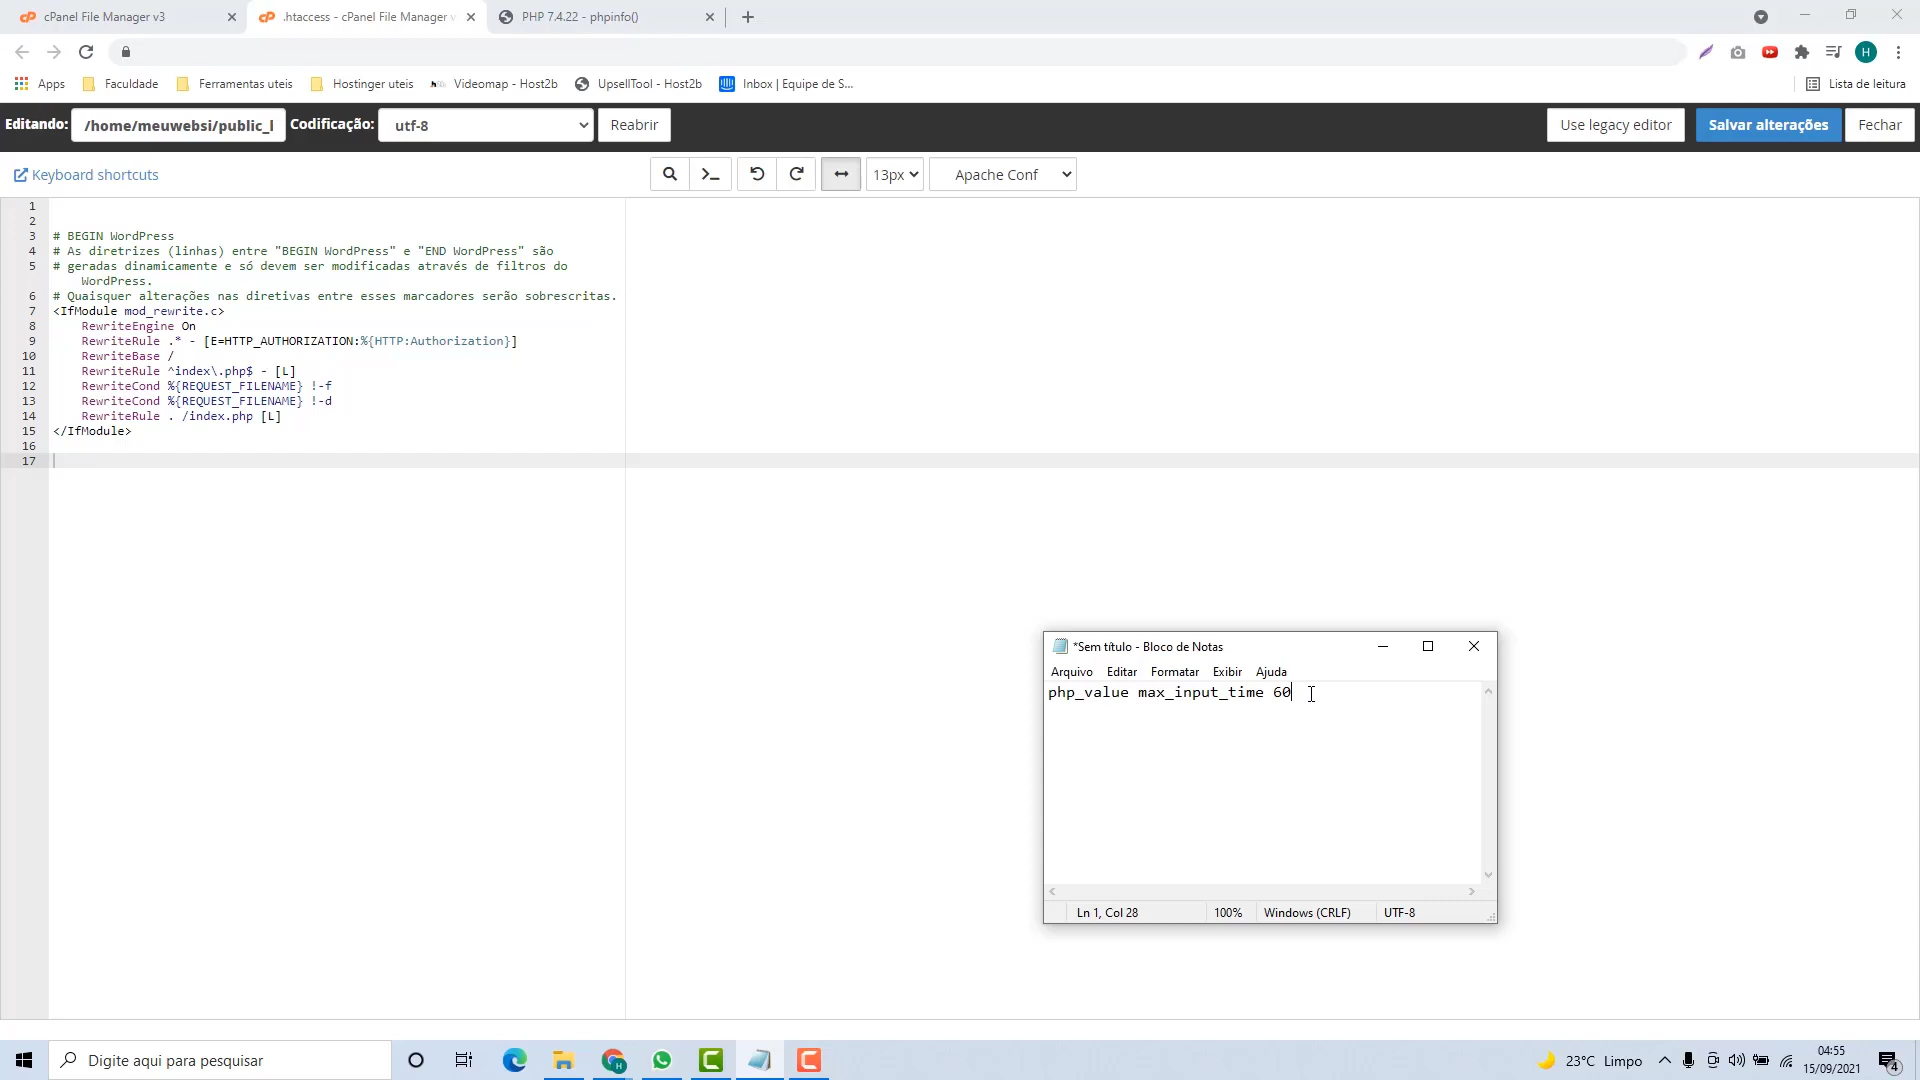 cPanel File Manager v3
.htaccess - cPanel File Manager v
PHP 7.4.22 - phpinfo()
H
Apps
Faculdade
Ferramentas uteis
Hostinger uteis
Videomap - Host2b
UpsellTool - Host2b
Inbox | Equipe de S...
Lista de leitura
Editando:
/home/meuwebsi/public_l
Codificação:
utf-8
Reabrir
Use legacy editor
Salvar alterações
Fechar
Keyboard shortcuts
13px
Apache Conf
1
2
3 # BEGIN WordPress
4 # As diretrizes (linhas) entre "BEGIN WordPress" e "END WordPress" são
5 # geradas dinamicamente e só devem ser modificadas através de filtros do
WordPress.
6 # Quaisquer alterações nas diretivas entre esses marcadores serão sobrescritas.
7 <IfModule mod_rewrite.c>
8 RewriteEngine On
9 RewriteRule .* - [E=HTTP_AUTHORIZATION:%{HTTP:Authorization}]
10 RewriteBase /
11 RewriteRule ^index\.php$ - [L]
12 RewriteCond %{REQUEST_FILENAME} !-f
13 RewriteCond %{REQUEST_FILENAME} !-d
14 RewriteRule . /index.php [L]
15 </IfModule>
16
17
*Sem título - Bloco de Notas
Arquivo Editar Formatar Exibir Ajuda
php_value max_input_time 60
Ln 1, Col 28
100%
Windows (CRLF)
UTF-8
Digite aqui para pesquisar
H
23°C Limpo
04:55
15/09/2021
4